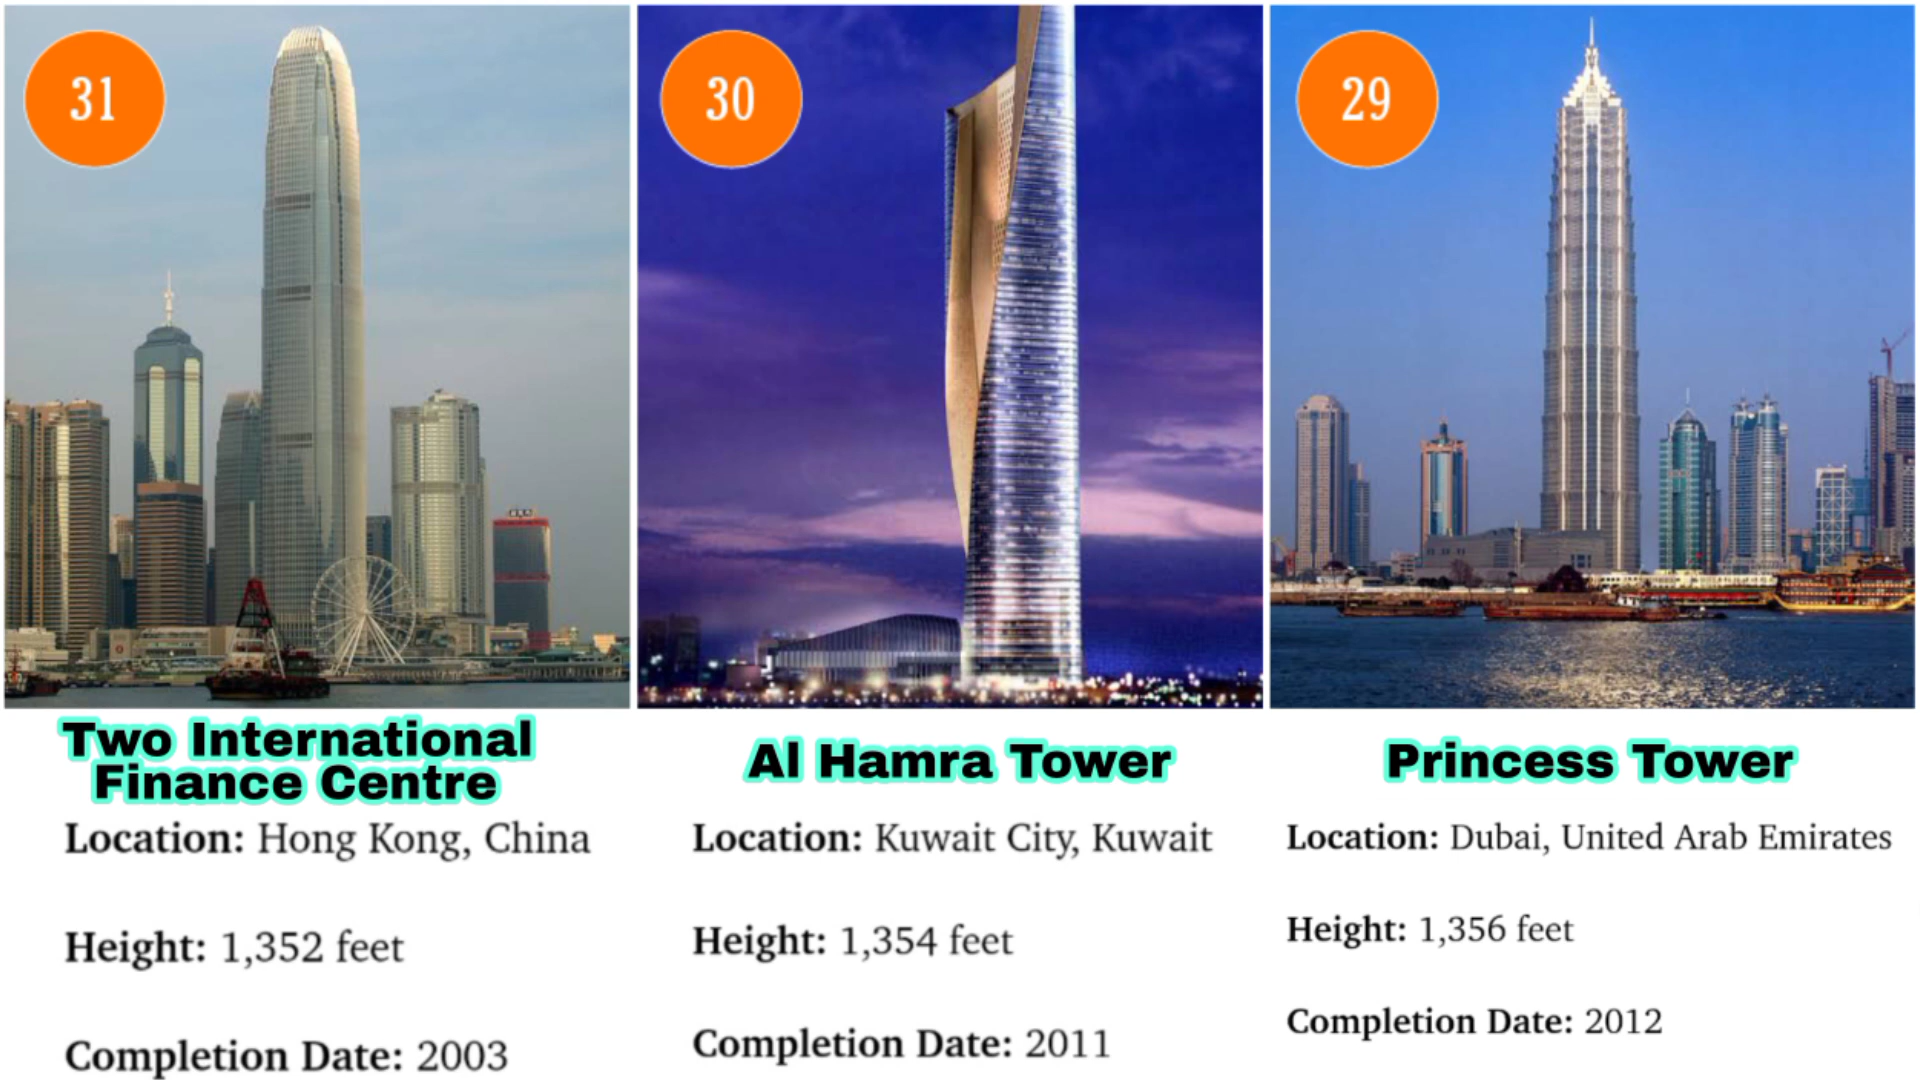 31
Two International
Finance Centre
Location: Hong Kong, China
Height: 1,352 feet
Completion Date: 2003
30
Al Hamra Tower
Location: Kuwait City, Kuwait
Height: 1,354 feet
Completion Date: 2011
29
Princess Tower
Location: Dubai, United Arab Emirates
Height: 1,356 feet
Completion Date: 2012